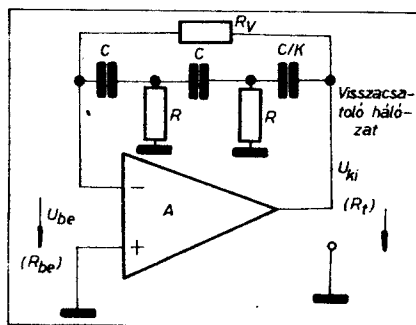 R_V
C
C
C/K
R
R
Visszacsa-
toló háló-
zat
U_be
(R_be)
A
−
+
U_ki
(R_t)